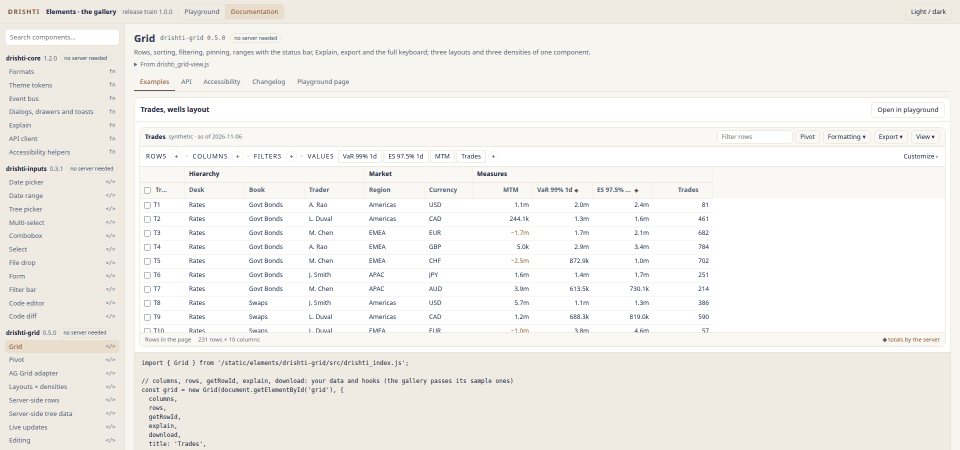 DRISHTI Elements · the gallery release train 1.0.0 Playground Documentation Light / dark
Search components...
drishti-core 1.2.0 no server needed
Formats fn
Theme tokens fn
Event bus fn
Dialogs, drawers and toasts fn
Explain fn
API client fn
Accessibility helpers fn
drishti-inputs 0.3.1 no server needed
Date picker </>
Date range </>
Tree picker </>
Multi-select </>
Combobox </>
Select </>
File drop </>
Form </>
Filter bar </>
Code editor </>
Code diff </>
drishti-grid 0.5.0 no server needed
Grid </>
Pivot </>
AG Grid adapter </>
Layouts × densities </>
Server-side rows </>
Server-side tree data </>
Live updates </>
Editing </>
Grid drishti-grid 0.5.0 no server needed
Rows, sorting, filtering, pinning, ranges with the status bar, Explain, export and the full keyboard; three layouts and three densities of one component.
▸ From drishti_grid-view.js
Examples API Accessibility Changelog Playground page
Trades, wells layout Open in playground
Trades synthetic · as of 2026-11-06 Filter rows Pivot Formatting ▾ Export ▾ View ▾
ROWS + · COLUMNS + · FILTERS + · VALUES VaR 99% 1d ES 97.5% 1d MTM Trades + Customize ›
Hierarchy Market Measures
Tr... Desk Book Trader Region Currency MTM VaR 99% 1d ◆ ES 97.5% ... ◆ Trades
T1 Rates Govt Bonds A. Rao Americas USD 1.1m 2.0m 2.4m 81
T2 Rates Govt Bonds L. Duval Americas CAD 244.1k 1.3m 1.6m 461
T3 Rates Govt Bonds M. Chen EMEA EUR −1.7m 1.7m 2.1m 682
T4 Rates Govt Bonds A. Rao EMEA GBP 5.0k 2.9m 3.4m 784
T5 Rates Govt Bonds M. Chen EMEA CHF −2.5m 872.9k 1.0m 702
T6 Rates Govt Bonds J. Smith APAC JPY 1.6m 1.4m 1.7m 251
T7 Rates Govt Bonds M. Chen APAC AUD 3.9m 613.5k 730.1k 214
T8 Rates Swaps J. Smith Americas USD 5.7m 1.1m 1.3m 386
T9 Rates Swaps L. Duval Americas CAD 1.2m 688.3k 819.0k 590
T10 Rates Swaps L. Duval EMEA EUR −1.0m 3.8m 4.6m 57
Rows in the page 231 rows × 10 columns ◆ totals by the server
import { Grid } from '/static/elements/drishti-grid/src/drishti_index.js';
// columns, rows, getRowId, explain, download: your data and hooks (the gallery passes its sample ones)
const grid = new Grid(document.getElementById('grid'), {
columns,
rows,
getRowId,
explain,
download,
title: 'Trades',